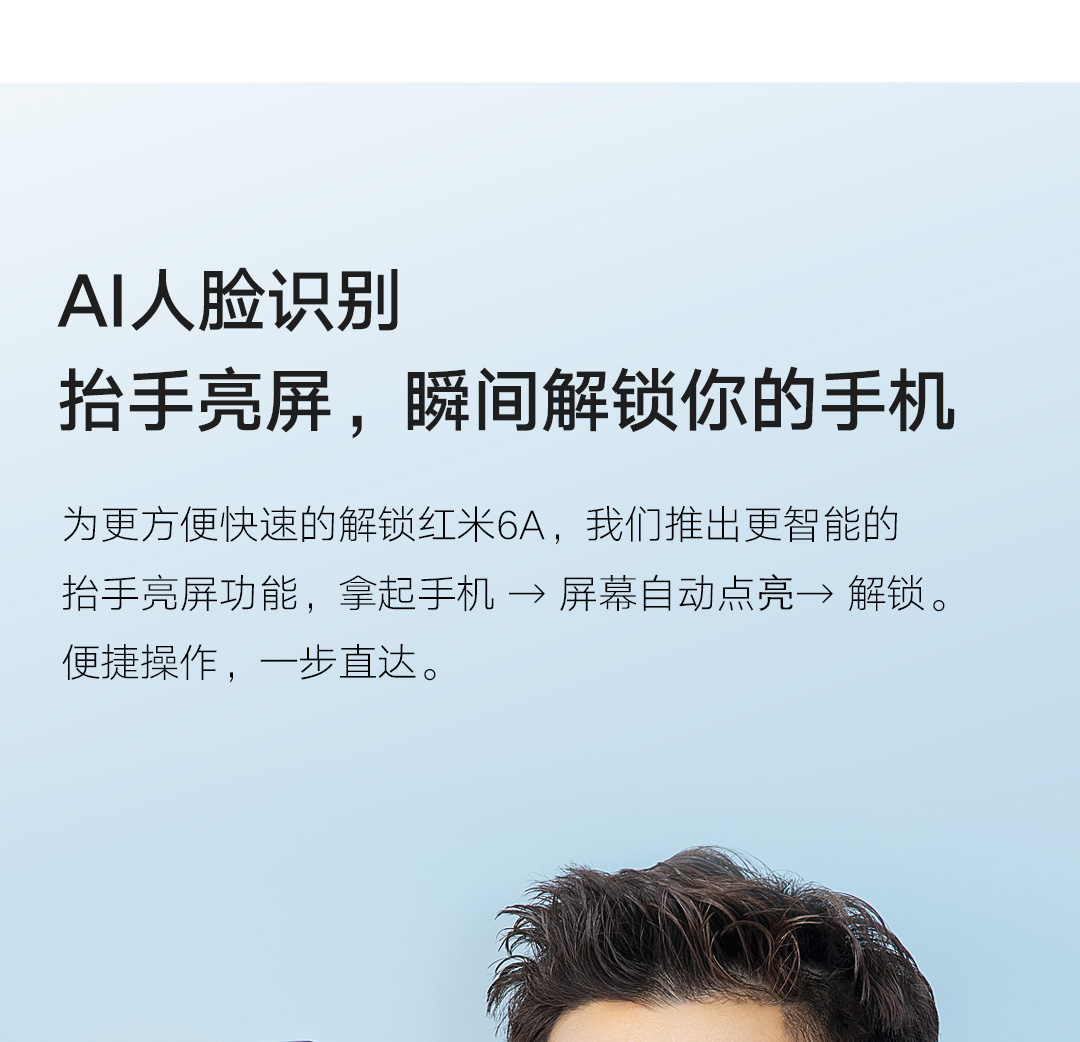 AI人脸识别
抬手亮屏，瞬间解锁你的手机
为更方便快速的解锁红米6A，我们推出更智能的
抬手亮屏功能，拿起手机 → 屏幕自动点亮→ 解锁。
便捷操作，一步直达。